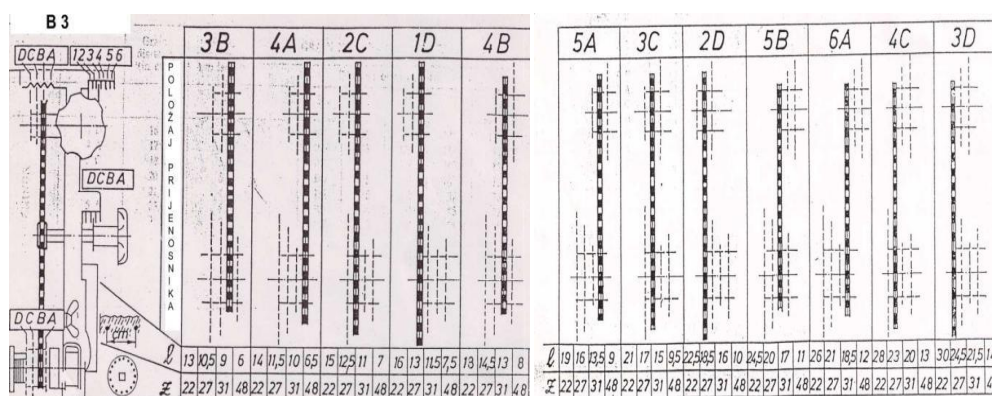 B 3
DCBA 123456
DCBA
DCBA
cm
POLOŽAJ PRIJENOSNIKA
3B 4A 2C 1D 4B
l 13 10,5 9 6 14 11,5 10 6,5 15 12,5 11 7 16 13 11,5 7,5 18 14,5 13 8
Z 22 27 31 48 22 27 31 48 22 27 31 48 22 27 31 48 22 27 31 48
5A 3C 2D 5B 6A 4C 3D
l 19 16 13,5 9 21 17 15 9,5 22,5 18,5 16 10 24,5 20 17 11 26 21 18,5 12 28 23 20 13 30 24,5 21,5
Z 22 27 31 48 22 27 31 48 22 27 31 48 22 27 31 48 22 27 31 48 22 27 31 48 22 27 31